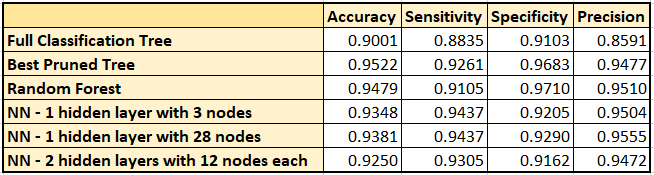 Accuracy Sensitivity Specificity Precision
Full Classification Tree 0.9001 0.8835 0.9103 0.8591
Best Pruned Tree 0.9522 0.9261 0.9683 0.9477
Random Forest 0.9479 0.9105 0.9710 0.9510
NN - 1 hidden layer with 3 nodes 0.9348 0.9437 0.9205 0.9504
NN - 1 hidden layer with 28 nodes 0.9381 0.9437 0.9290 0.9555
NN - 2 hidden layers with 12 nodes each 0.9250 0.9305 0.9162 0.9472